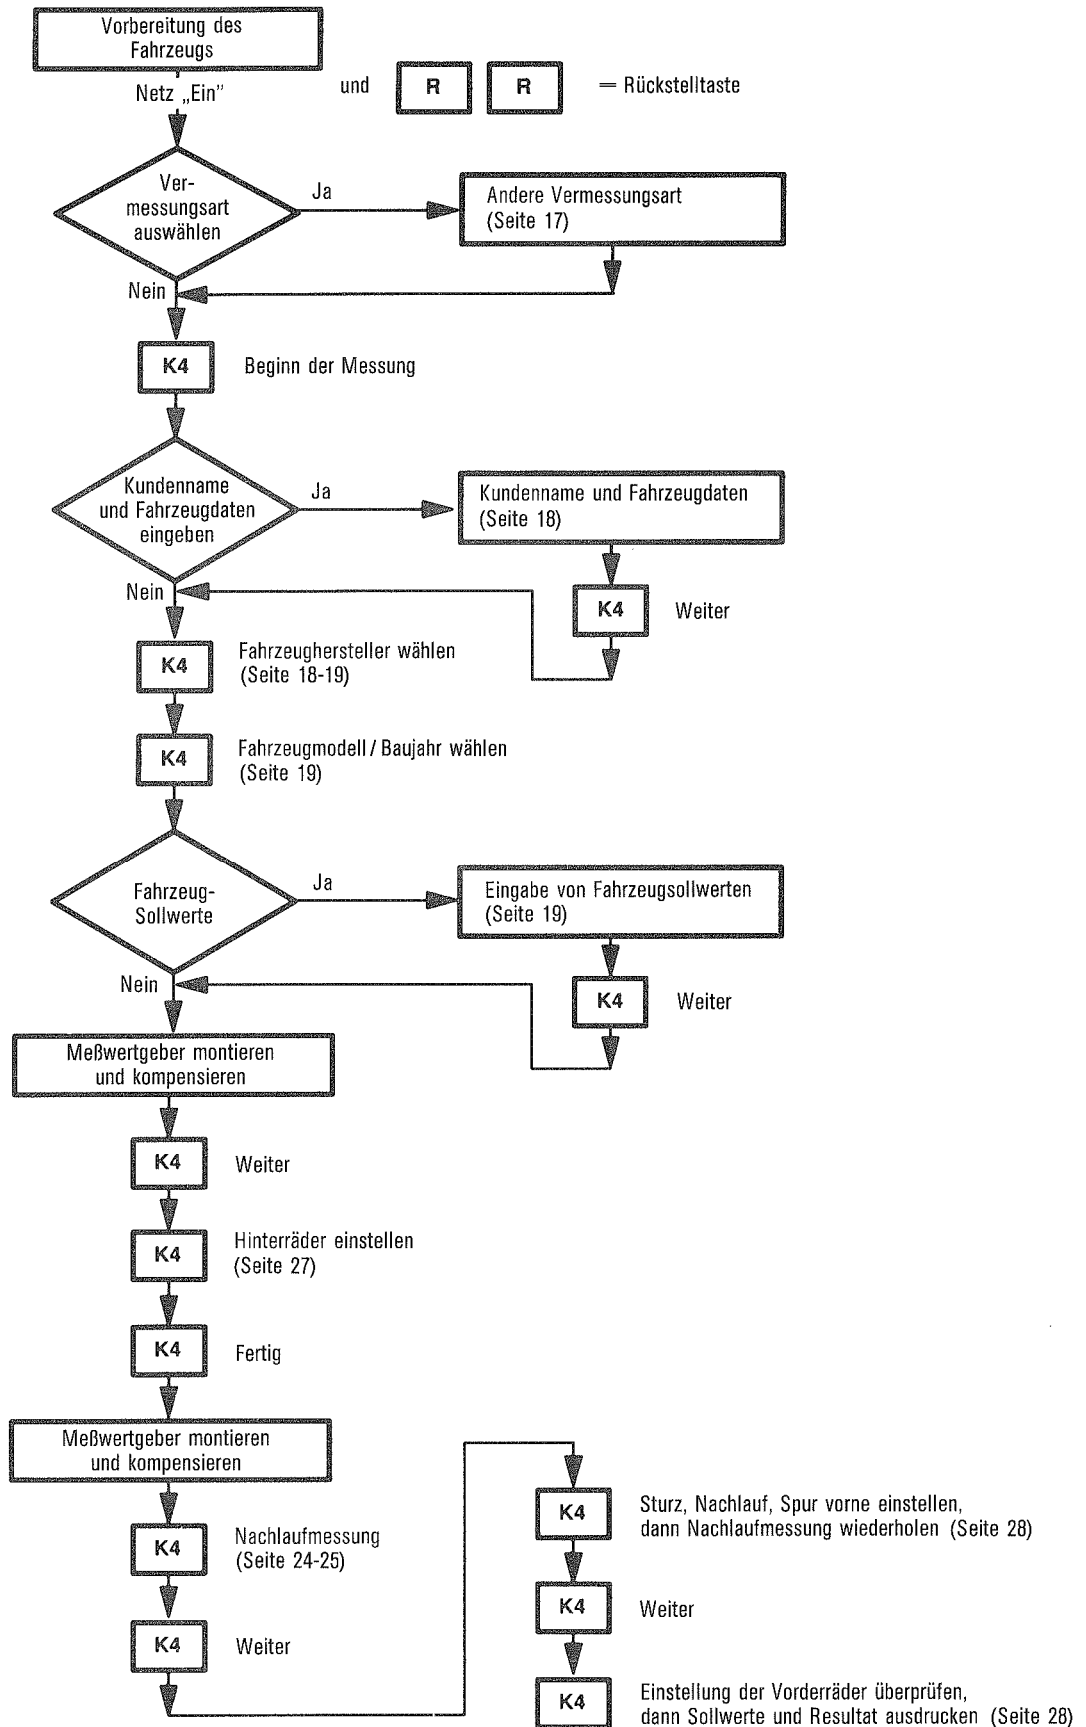 Vorbereitung des
Fahrzeugs
Netz „Ein"
und R R = Rückstelltaste
Ver-
messungsart
auswählen
Ja
Andere Vermessungsart
(Seite 17)
Nein
K4 Beginn der Messung
Kundenname
und Fahrzeugdaten
eingeben
Ja
Kundenname und Fahrzeugdaten
(Seite 18)
Nein
K4 Weiter
K4 Fahrzeughersteller wählen
(Seite 18-19)
K4 Fahrzeugmodell / Baujahr wählen
(Seite 19)
Fahrzeug-
Sollwerte
Ja
Eingabe von Fahrzeugsollwerten
(Seite 19)
Nein
K4 Weiter
Meßwertgeber montieren
und kompensieren
K4 Weiter
K4 Hinterräder einstellen
(Seite 27)
K4 Fertig
Meßwertgeber montieren
und kompensieren
K4 Nachlaufmessung
(Seite 24-25)
K4 Weiter
K4 Sturz, Nachlauf, Spur vorne einstellen,
dann Nachlaufmessung wiederholen (Seite 28)
K4 Weiter
K4 Einstellung der Vorderräder überprüfen,
dann Sollwerte und Resultat ausdrucken (Seite 28)